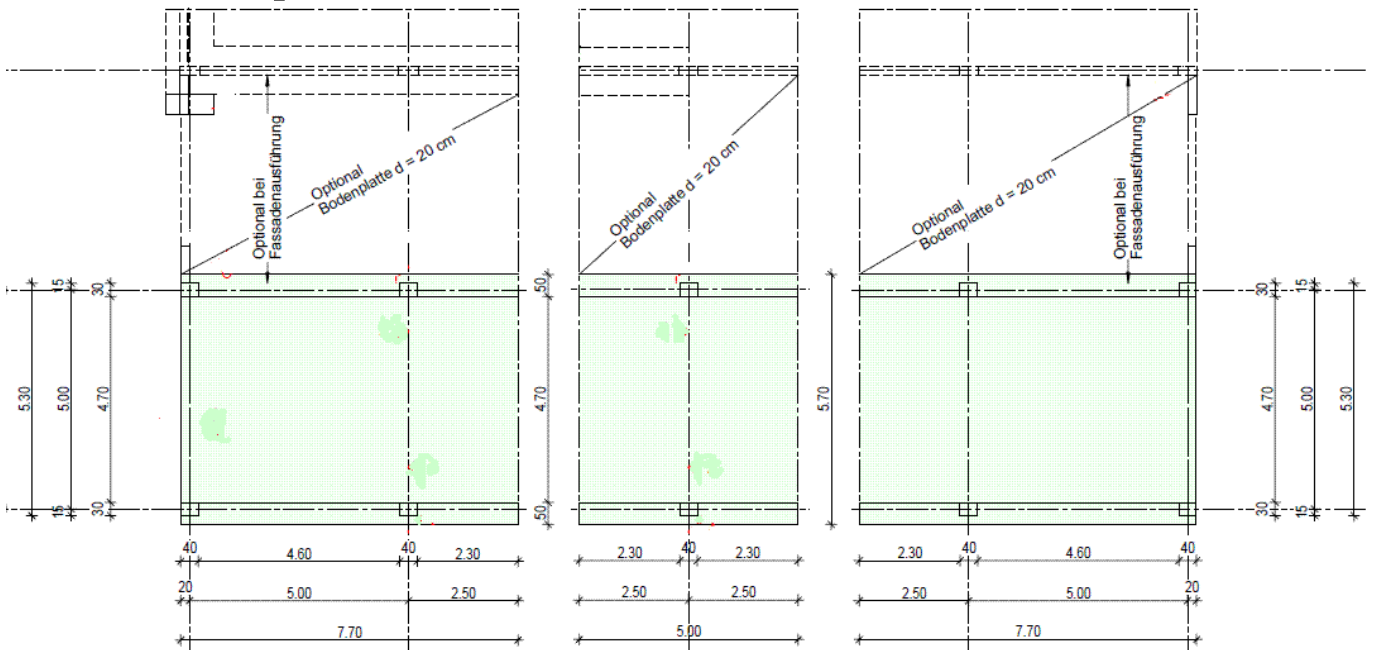 Optional bei
Fassadenausführung
Optional
Bodenplatte d = 20 cm
Optional
Bodenplatte d = 20 cm
Optional
Bodenplatte d = 20 cm
Optional bei
Fassadenausführung
5.30
15
5.00
15
30
4.70
30
50
4.70
50
5.70
30
4.70
30
15
5.00
15
5.30
40 4.60 40 2.30
20 5.00 2.50
7.70
2.30 40 2.30
2.50 2.50
5.00
2.30 40 4.60 40
2.50 5.00 20
7.70